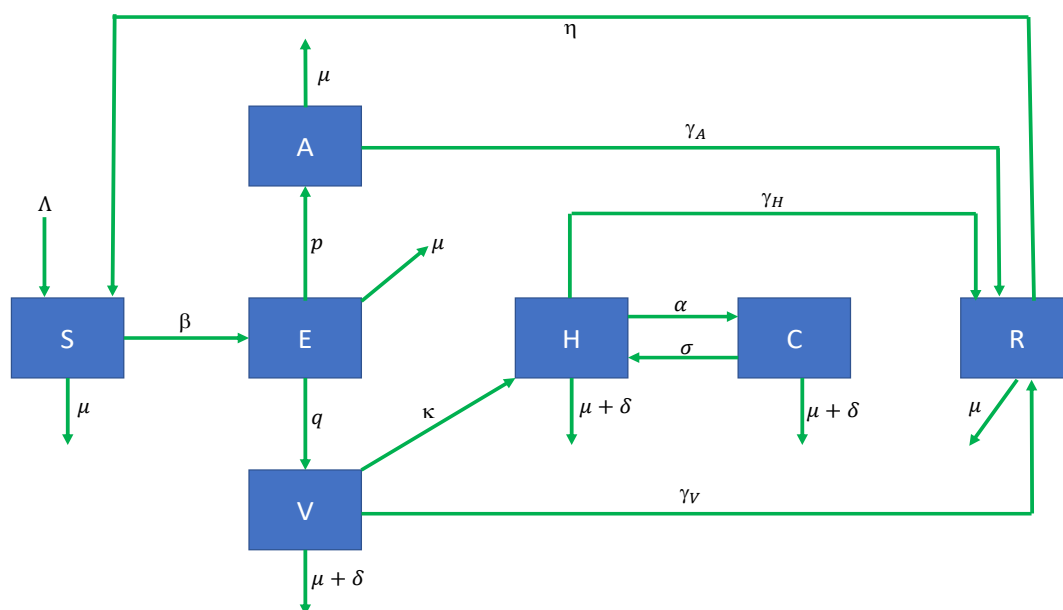 η
μ
A
γ_A
Λ
γ_H
p
μ
S
β
E
H
α
σ
C
R
μ
q
κ
μ + δ
μ + δ
μ
V
γ_V
μ + δ